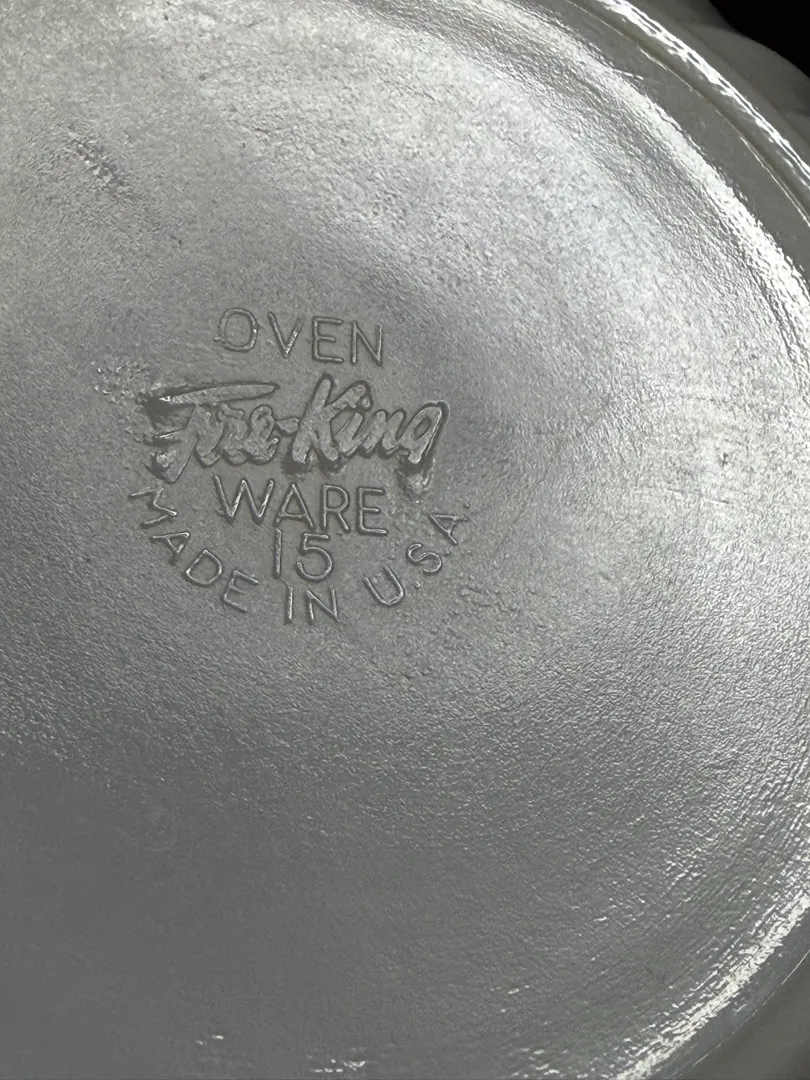 OVEN
Fire-King
WARE
15
MADE IN U.S.A.